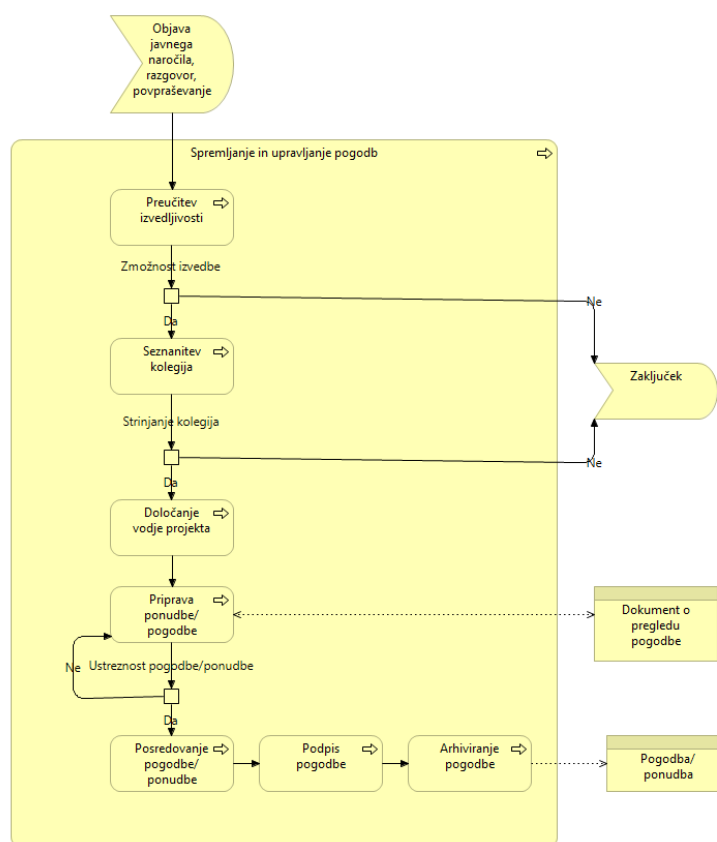 Objava
javnega
naročila,
razgovor,
povpraševanje
Spremljanje in upravljanje pogodb
Preučitev
izvedljivosti
Zmožnost izvedbe
Ne
Da
Seznanitev
kolegija
Zaključek
Strinjanje kolegija
Ne
Da
Določanje
vodje projekta
Priprava
ponudbe/
pogodbe
Dokument o
pregledu
pogodbe
Ne
Ustreznost pogodbe/ponudbe
Da
Posredovanje
pogodbe/
ponudbe
Podpis
pogodbe
Arhiviranje
pogodbe
Pogodba/
ponudba